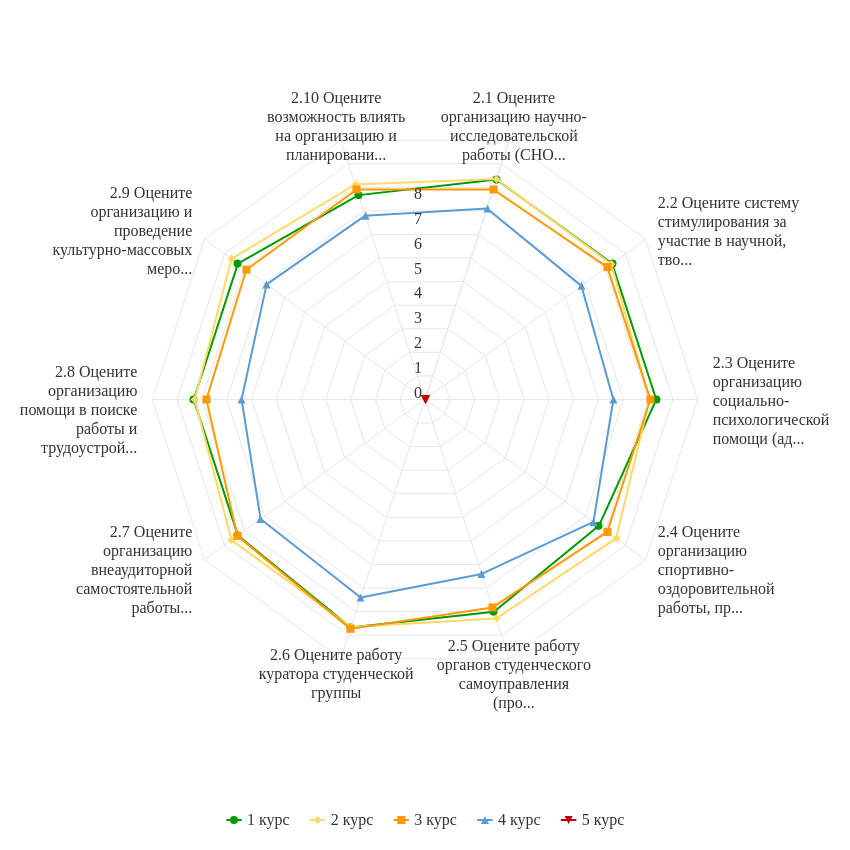 2.10 Оцените
возможность влиять
на организацию и
планировани...
2.1 Оцените
организацию научно-
исследовательской
работы (СНО...
2.9 Оцените
организацию и
проведение
культурно-массовых
меро...
2.2 Оцените систему
стимулирования за
участие в научной,
тво...
8
7
6
5
4
3
2
1
0
2.8 Оцените
организацию
помощи в поиске
работы и
трудоустрой...
2.3 Оцените
организацию
социально-
психологической
помощи (ад...
2.7 Оцените
организацию
внеаудиторной
самостоятельной
работы...
2.4 Оцените
организацию
спортивно-
оздоровительной
работы, пр...
2.6 Оцените работу
куратора студенческой
группы
2.5 Оцените работу
органов студенческого
самоуправления
(про...
1 курс 2 курс 3 курс 4 курс 5 курс